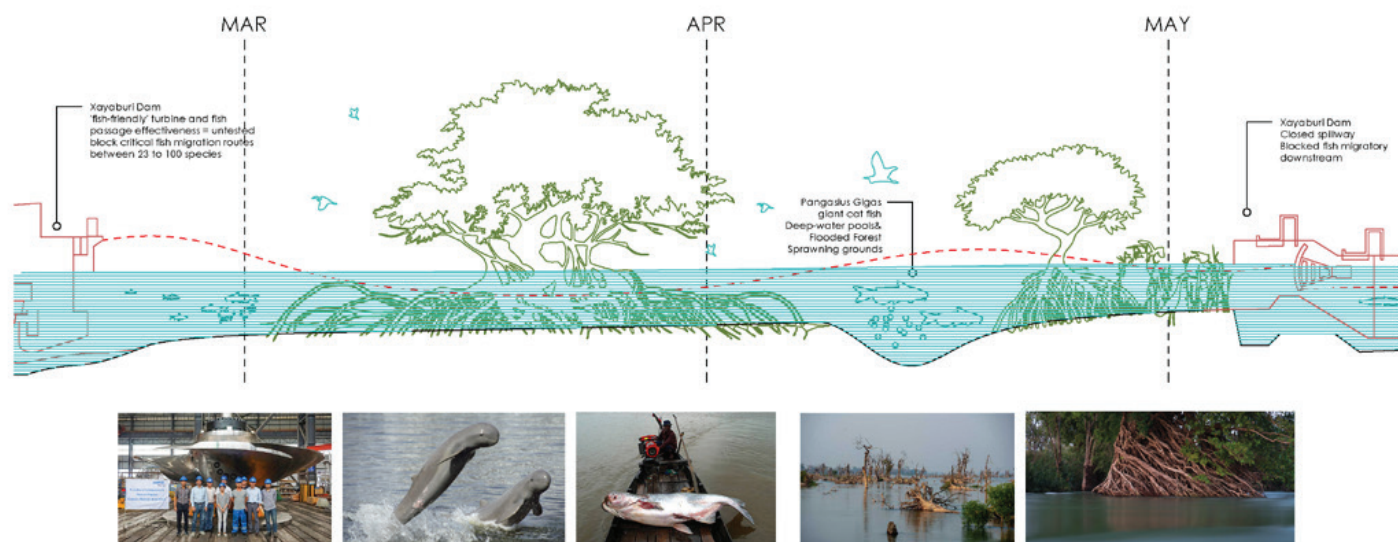 MAR
APR
MAY
Xayaburi Dam
'fish-friendly' turbine and fish
passage effectiveness = untested
block critical fish migration routes
between 23 to 100 species
Pangasius Gigas
giant cat fish
Deep-water pools&
Flooded Forest
Sprawning grounds
Xayaburi Dam
Closed spillway
Blocked fish migratory
downstream